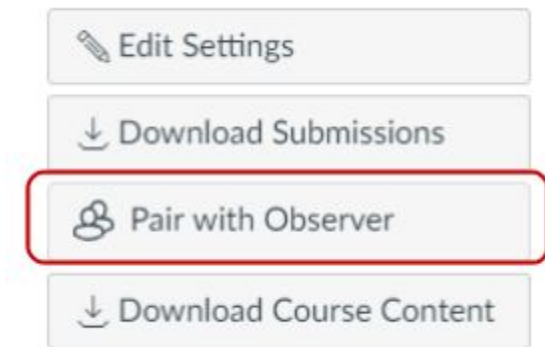 Edit Settings
Download Submissions
Pair with Observer
Download Course Content